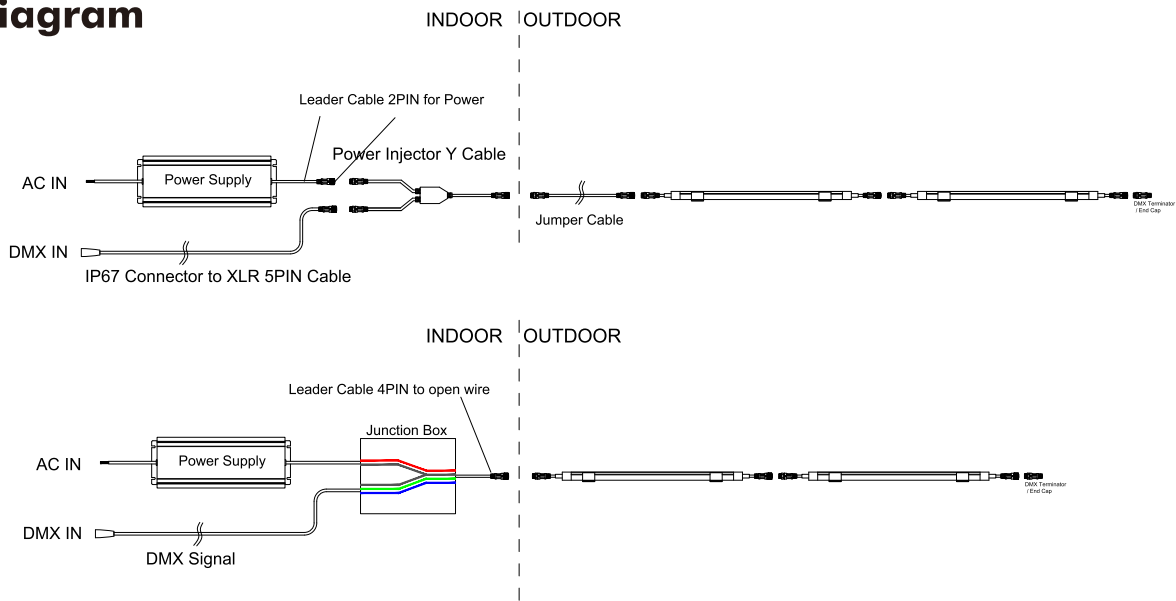 iagram
INDOOR OUTDOOR
Leader Cable 2PIN for Power
Power Injector Y Cable
AC IN
Power Supply
Jumper Cable
DMX Terminator
/ End Cap
DMX IN
IP67 Connector to XLR 5PIN Cable
INDOOR OUTDOOR
Leader Cable 4PIN to open wire
Junction Box
AC IN
Power Supply
DMX Terminator
/ End Cap
DMX IN
DMX Signal